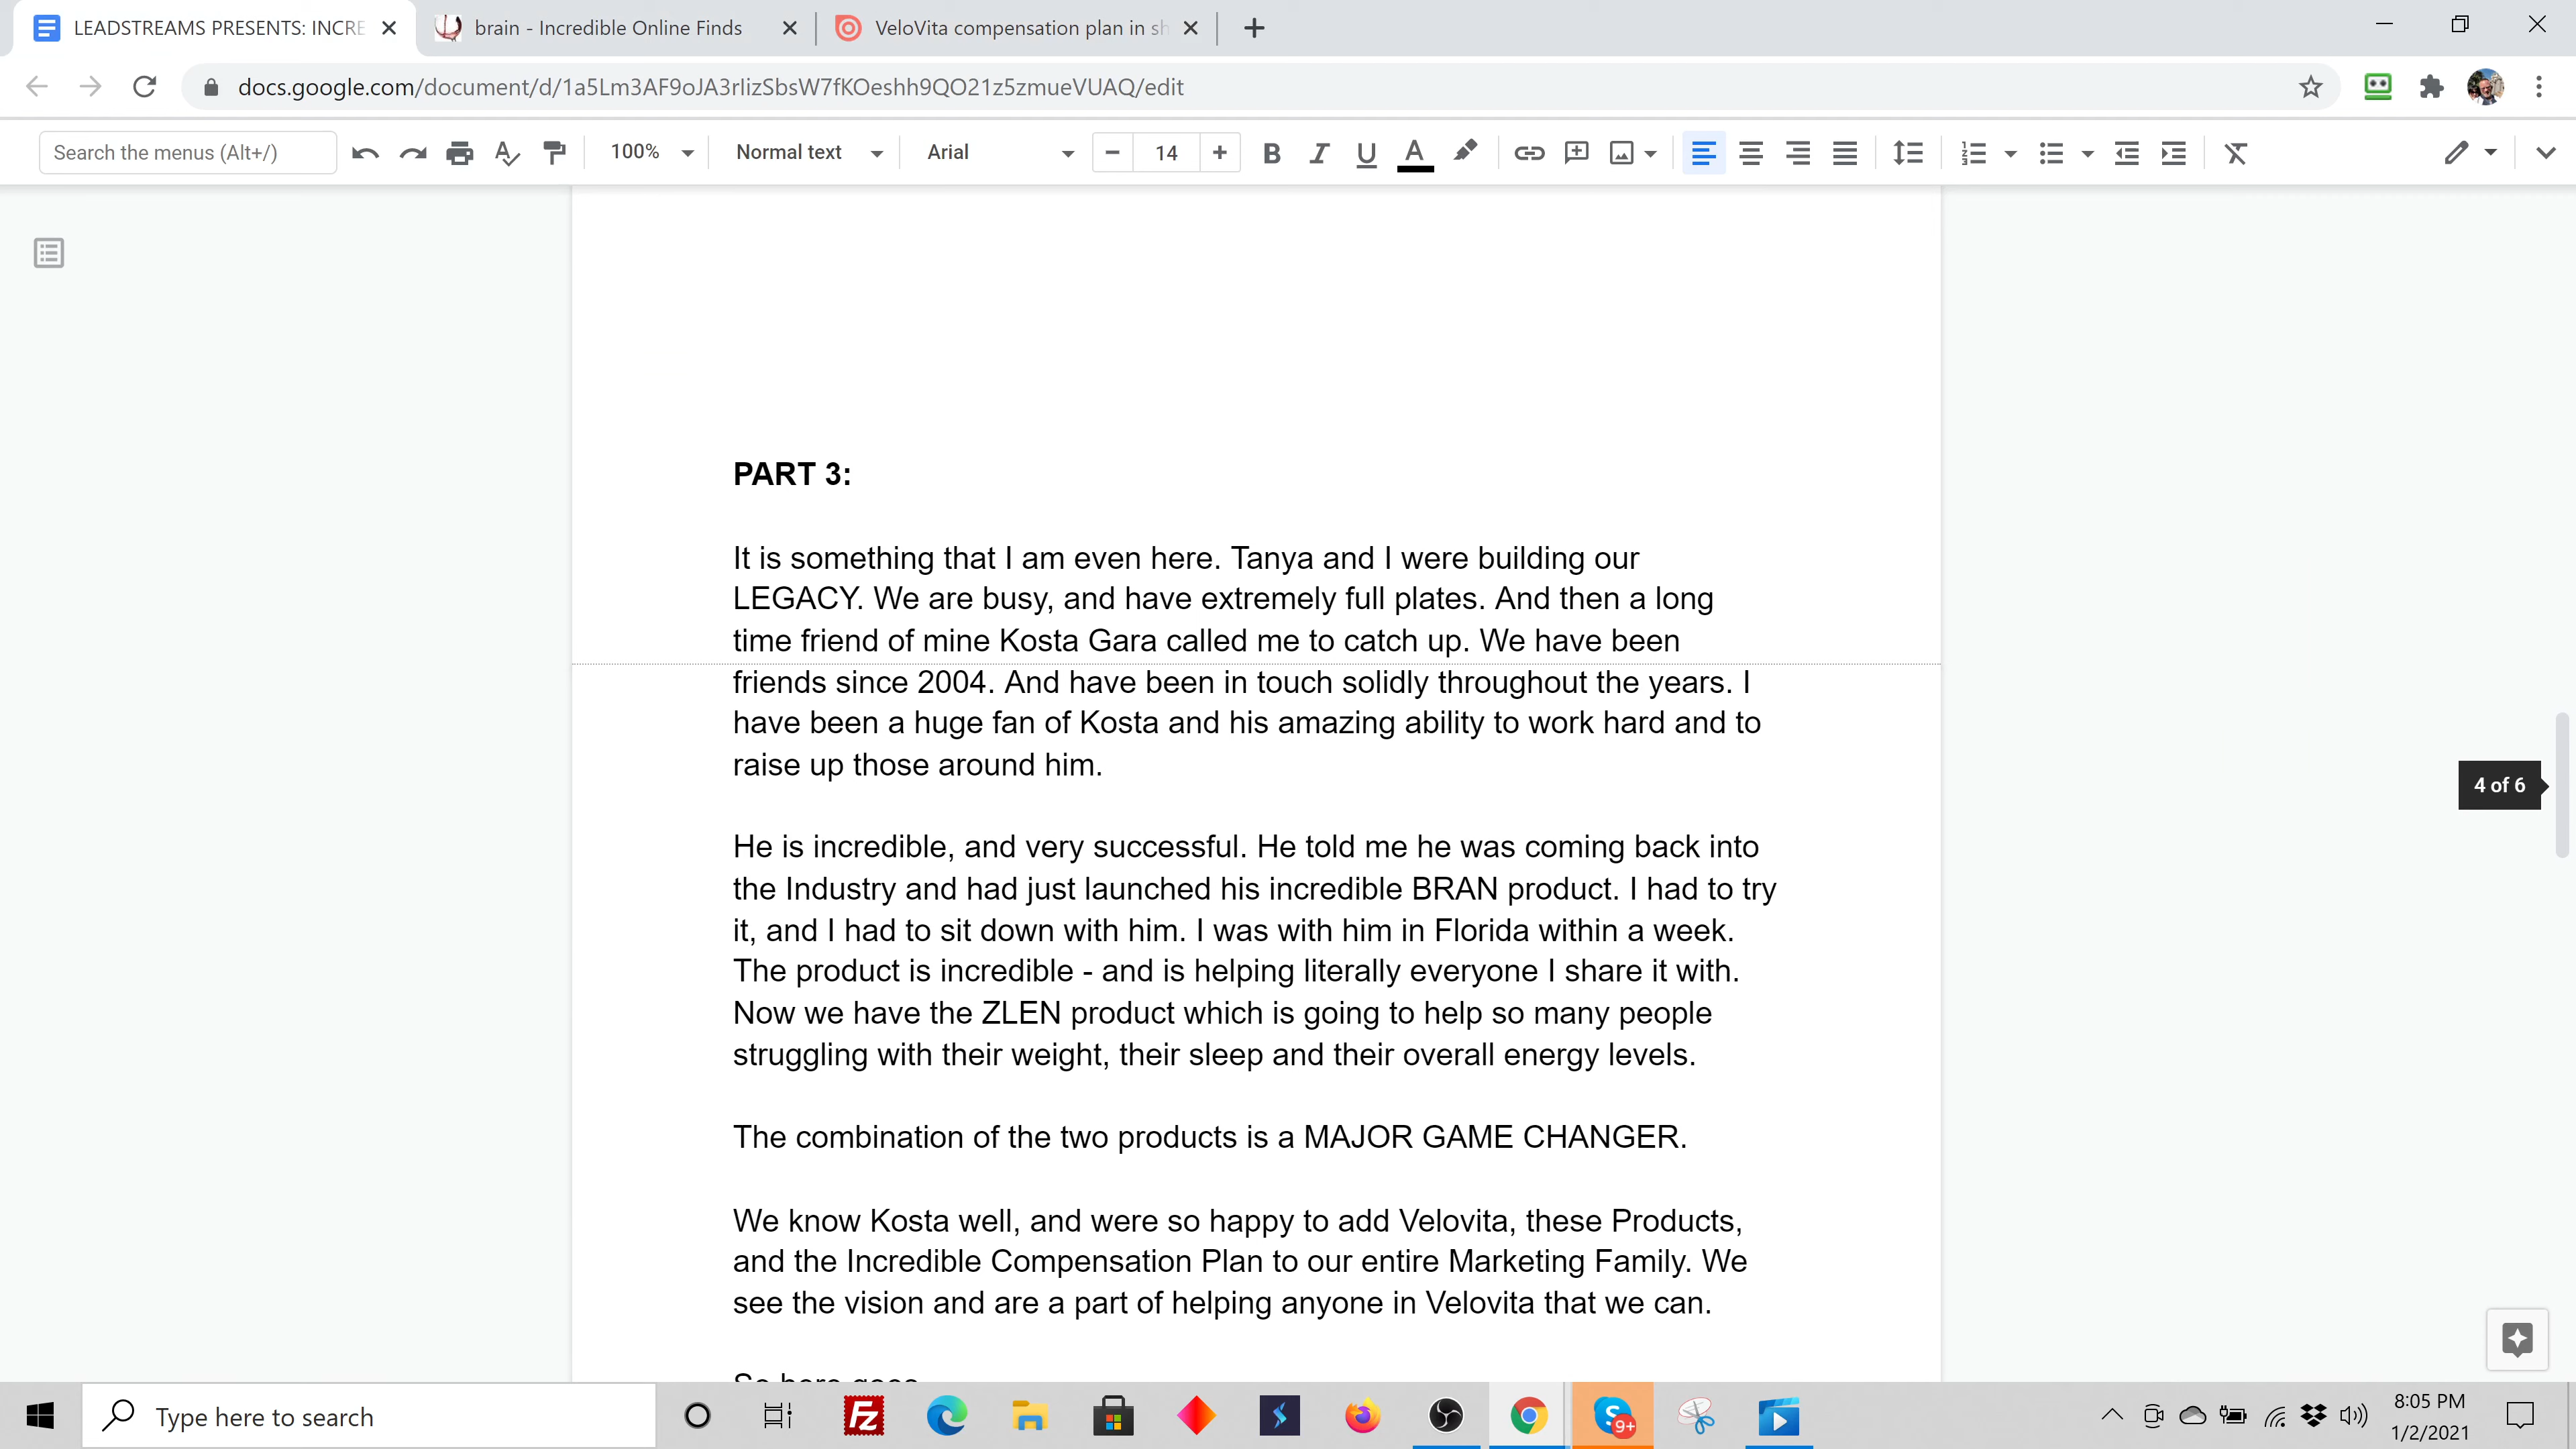 LEADSTREAMS PRESENTS: INCRE
brain - Incredible Online Finds
VeloVita compensation plan in sh
docs.google.com/document/d/1a5Lm3AF9oJA3rIizSbsW7fKOeshh9QO21z5zmueVUAQ/edit
Search the menus (Alt+/)
100%
Normal text
Arial
14
PART 3:
It is something that I am even here. Tanya and I were building our
LEGACY. We are busy, and have extremely full plates. And then a long
time friend of mine Kosta Gara called me to catch up. We have been
friends since 2004. And have been in touch solidly throughout the years. I
have been a huge fan of Kosta and his amazing ability to work hard and to
raise up those around him.
4 of 6
He is incredible, and very successful. He told me he was coming back into
the Industry and had just launched his incredible BRAN product. I had to try
it, and I had to sit down with him. I was with him in Florida within a week.
The product is incredible - and is helping literally everyone I share it with.
Now we have the ZLEN product which is going to help so many people
struggling with their weight, their sleep and their overall energy levels.
The combination of the two products is a MAJOR GAME CHANGER.
We know Kosta well, and were so happy to add Velovita, these Products,
and the Incredible Compensation Plan to our entire Marketing Family. We
see the vision and are a part of helping anyone in Velovita that we can.
So here goes
Type here to search
9+
8:05 PM
1/2/2021